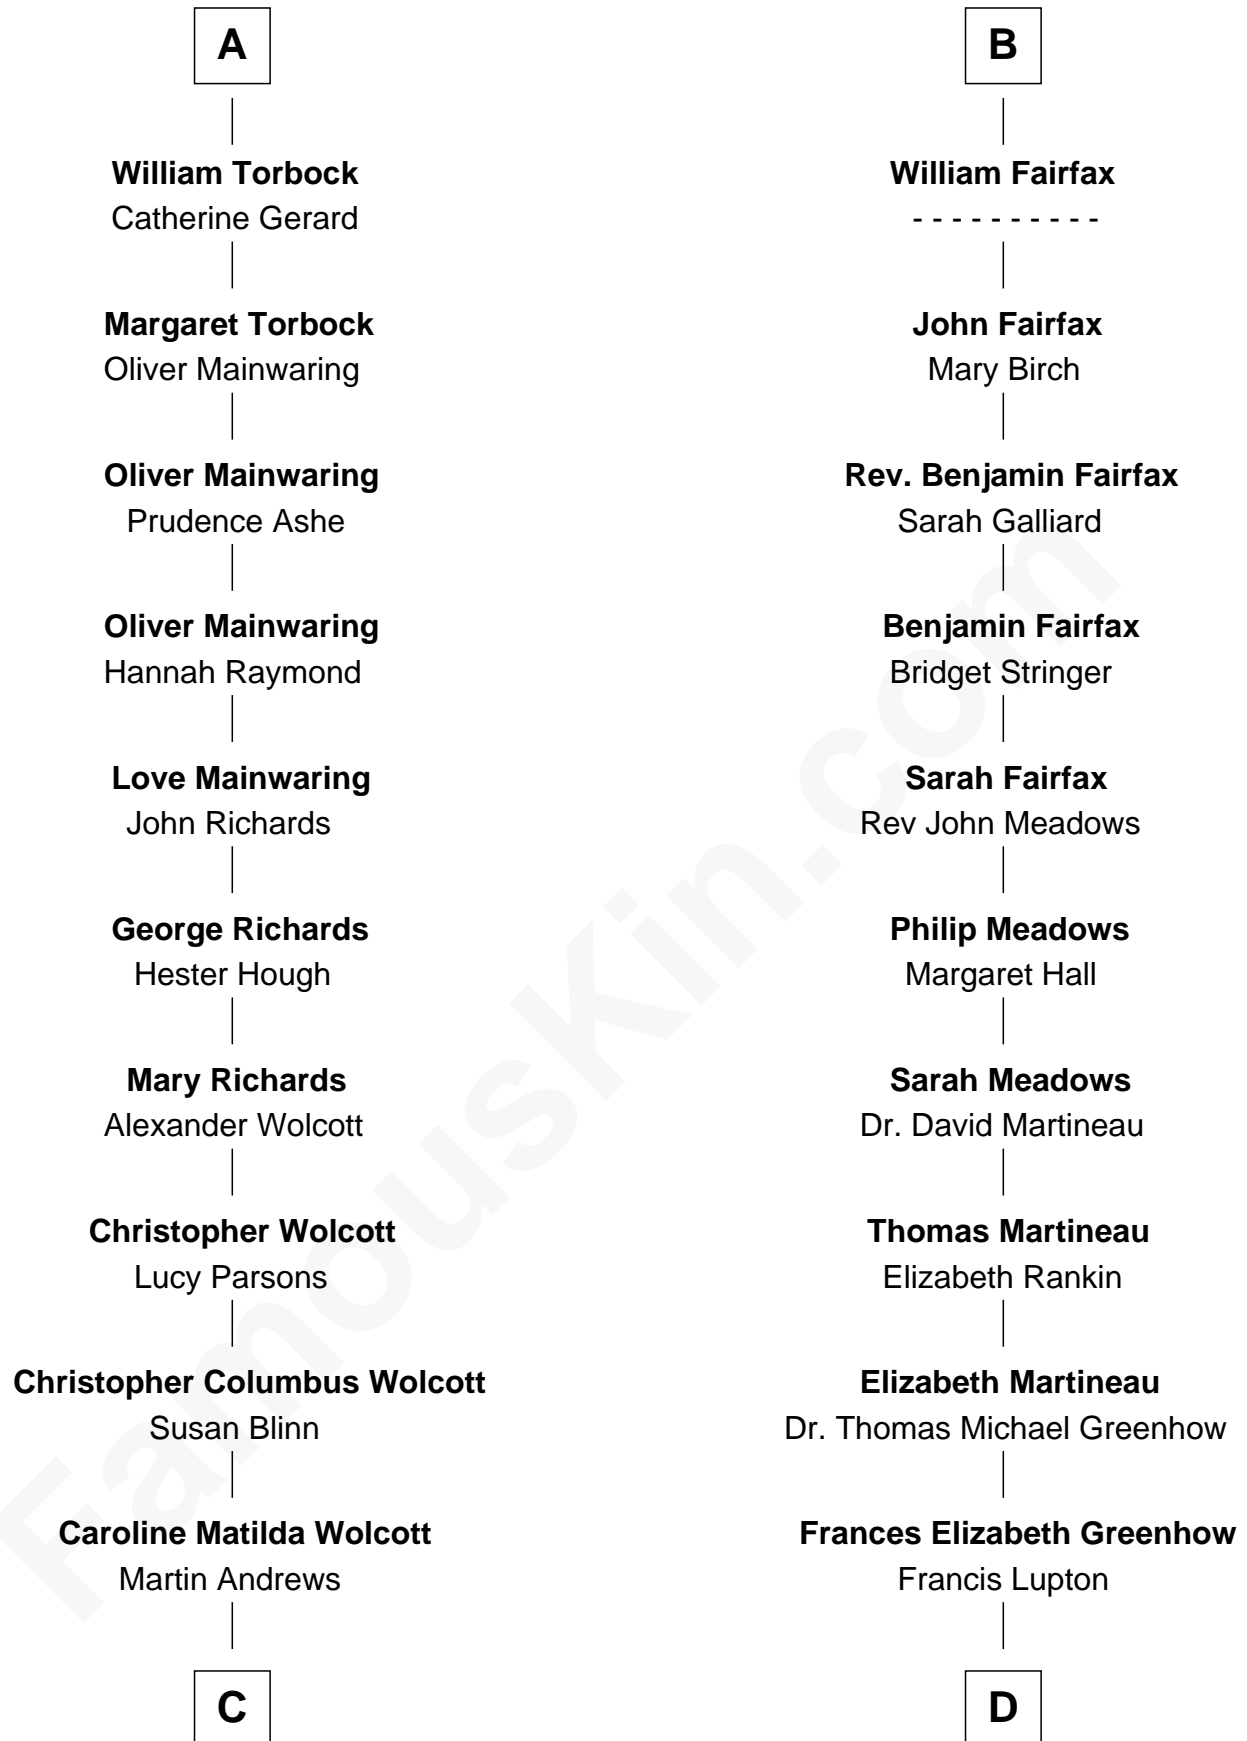 A
William Torbock
Catherine Gerard
Margaret Torbock
Oliver Mainwaring
Oliver Mainwaring
Prudence Ashe
Oliver Mainwaring
Hannah Raymond
Love Mainwaring
John Richards
George Richards
Hester Hough
Mary Richards
Alexander Wolcott
Christopher Wolcott
Lucy Parsons
Christopher Columbus Wolcott
Susan Blinn
Caroline Matilda Wolcott
Martin Andrews
C
B
William Fairfax
- - - - - - - - - -
John Fairfax
Mary Birch
Rev. Benjamin Fairfax
Sarah Galliard
Benjamin Fairfax
Bridget Stringer
Sarah Fairfax
Rev John Meadows
Philip Meadows
Margaret Hall
Sarah Meadows
Dr. David Martineau
Thomas Martineau
Elizabeth Rankin
Elizabeth Martineau
Dr. Thomas Michael Greenhow
Frances Elizabeth Greenhow
Francis Lupton
D
FamousKin.com